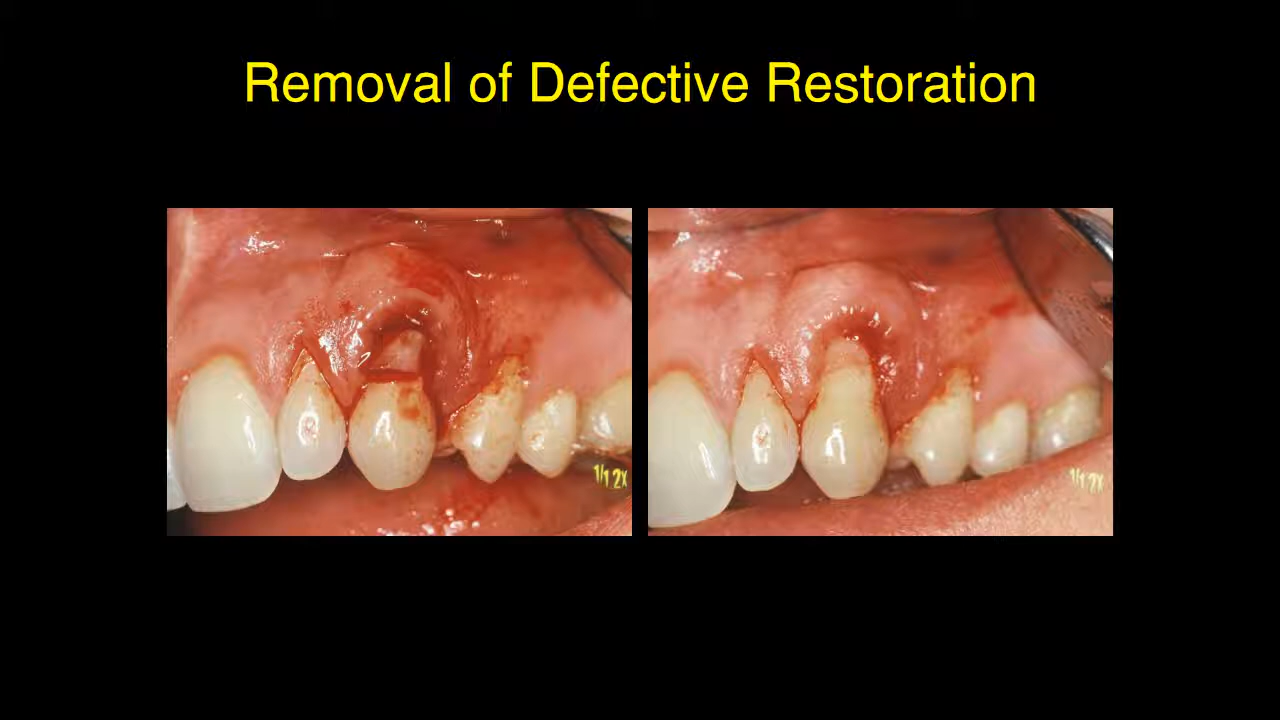 Removal of Defective Restoration
1/1.2X
1/1.2X